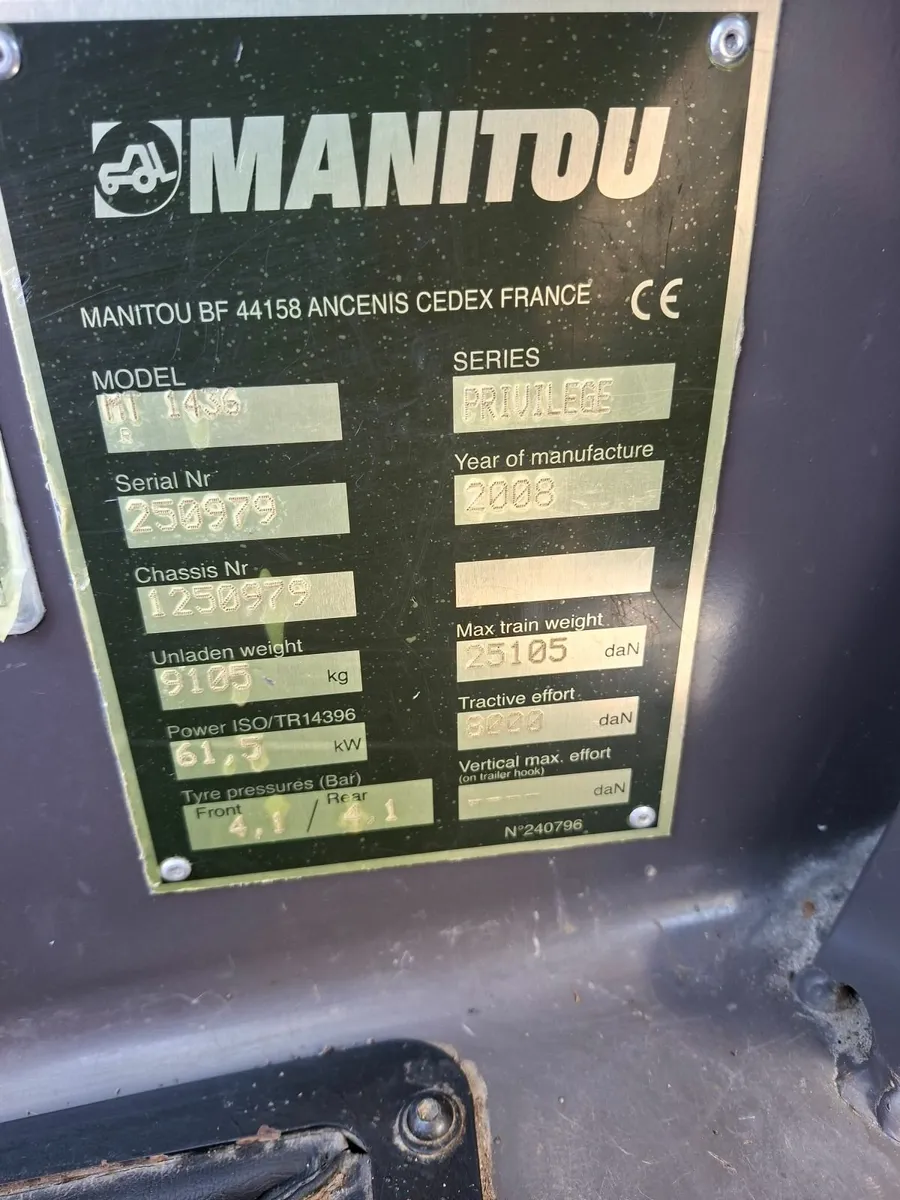 MANITOU
MANITOU BF 44158 ANCENIS CEDEX FRANCE CE
MODEL
MT 1436
R
SERIES
PRIVILEGE
Serial Nr
250979
Year of manufacture
2008
Chassis Nr
1250979
Unladen weight
9105 kg
Max train weight
25105 daN
Power ISO/TR14396
61,5 kW
Tractive effort
8000 daN
Tyre pressures (Bar)
Front / Rear
4,1 4,1
Vertical max. effort
(on trailer hook)
---- daN
N°240796